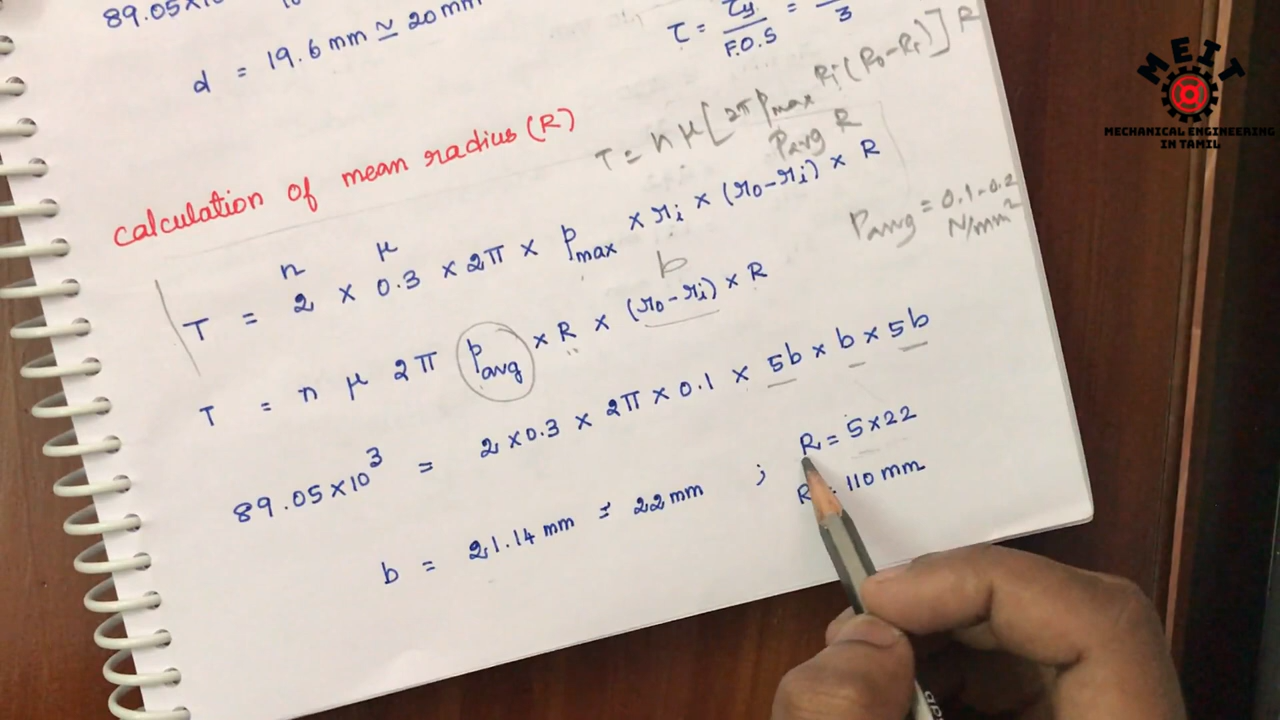 89.05×10
d = 19.6 mm ≃ 20 mm
τ = τy/F.O.S = /3
calculation of mean radius (R)
T = n μ [2π Pmax Ri (Ro-Ri)] R
Pavg R
Pavg = 0.1-0.2 N/mm²
n μ
T = 2 × 0.3 × 2π × Pmax × ri × (ro-ri) × R
b
T = n μ 2π Pavg × R × (ro-ri) × R
89.05×10³ = 2×0.3 × 2π × 0.1 × 5b × b × 5b
b = 21.14 mm ≃ 22 mm ; R = 5×22
R = 110 mm
MEIT
MECHANICAL ENGINEERING
IN TAMIL